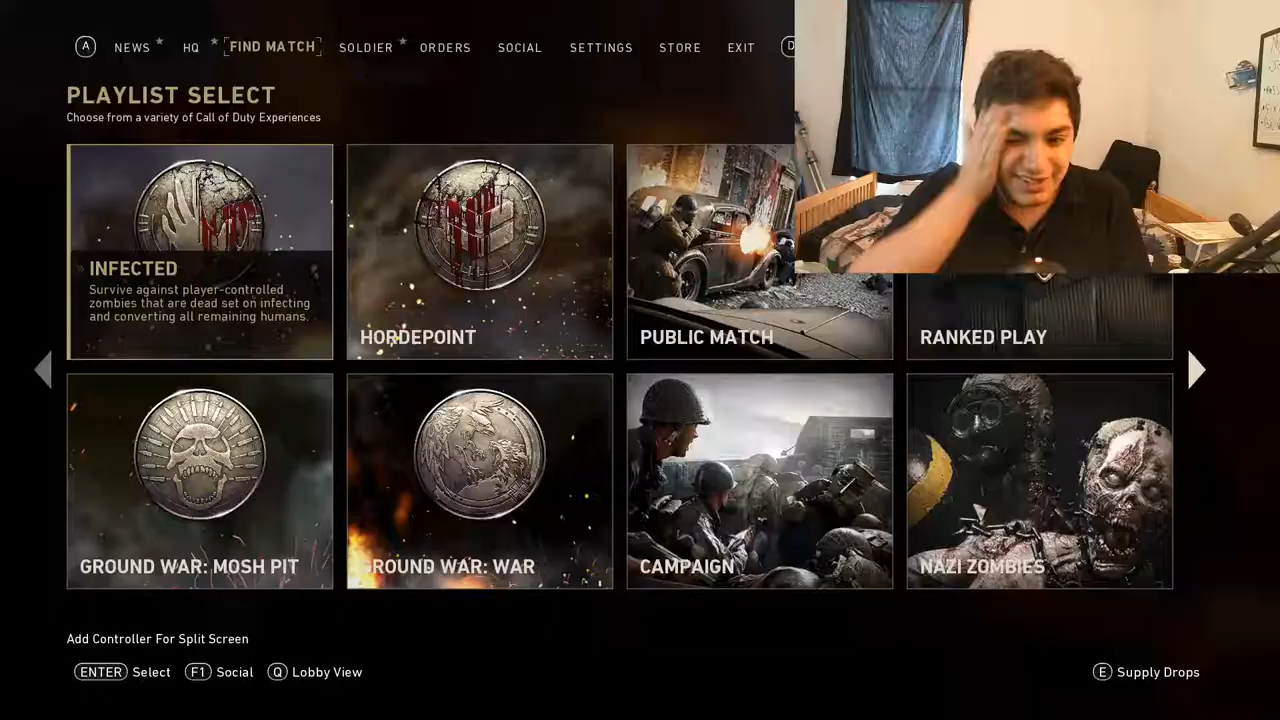 A NEWS HQ FIND MATCH SOLDIER ORDERS SOCIAL SETTINGS STORE EXIT D
PLAYLIST SELECT
Choose from a variety of Call of Duty Experiences
INFECTED
Survive against player-controlled
zombies that are dead set on infecting
and converting all remaining humans.
HORDEPOINT
PUBLIC MATCH
RANKED PLAY
GROUND WAR: MOSH PIT
GROUND WAR: WAR
CAMPAIGN
NAZI ZOMBIES
Add Controller For Split Screen
ENTER Select F1 Social Q Lobby View
E Supply Drops